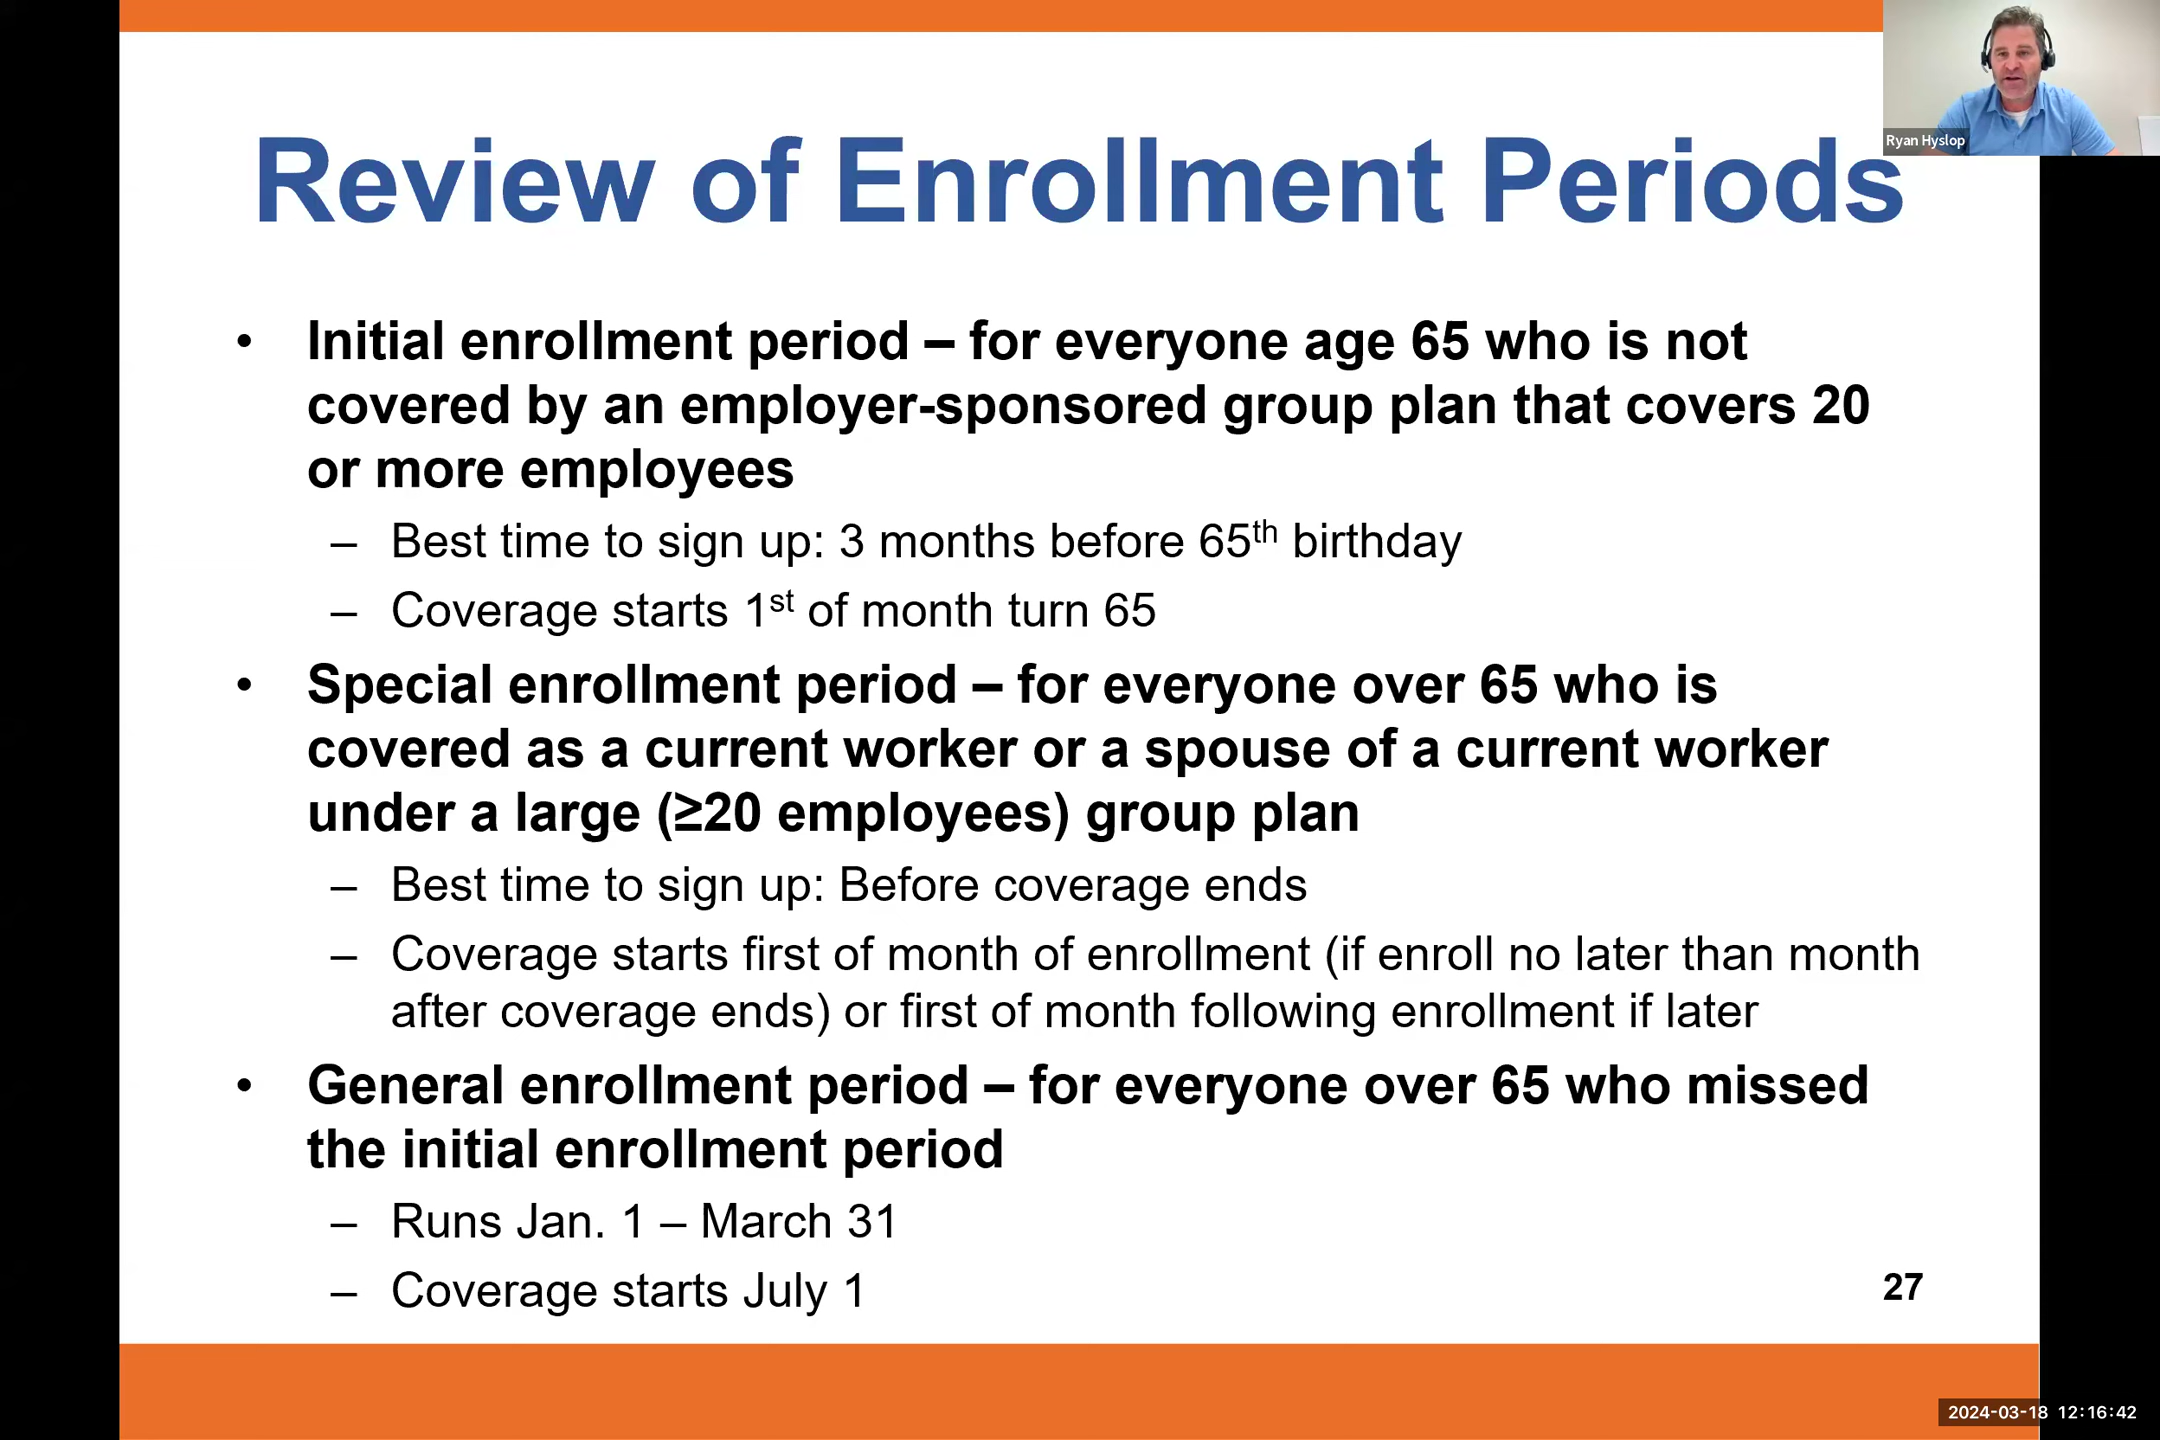 Ryan Hyslop
Review of Enrollment Periods
• Initial enrollment period – for everyone age 65 who is not
covered by an employer-sponsored group plan that covers 20
or more employees
– Best time to sign up: 3 months before 65th birthday
– Coverage starts 1st of month turn 65
• Special enrollment period – for everyone over 65 who is
covered as a current worker or a spouse of a current worker
under a large (≥20 employees) group plan
– Best time to sign up: Before coverage ends
– Coverage starts first of month of enrollment (if enroll no later than month
after coverage ends) or first of month following enrollment if later
• General enrollment period – for everyone over 65 who missed
the initial enrollment period
– Runs Jan. 1 – March 31
– Coverage starts July 1
27
2024-03-18 12:16:42